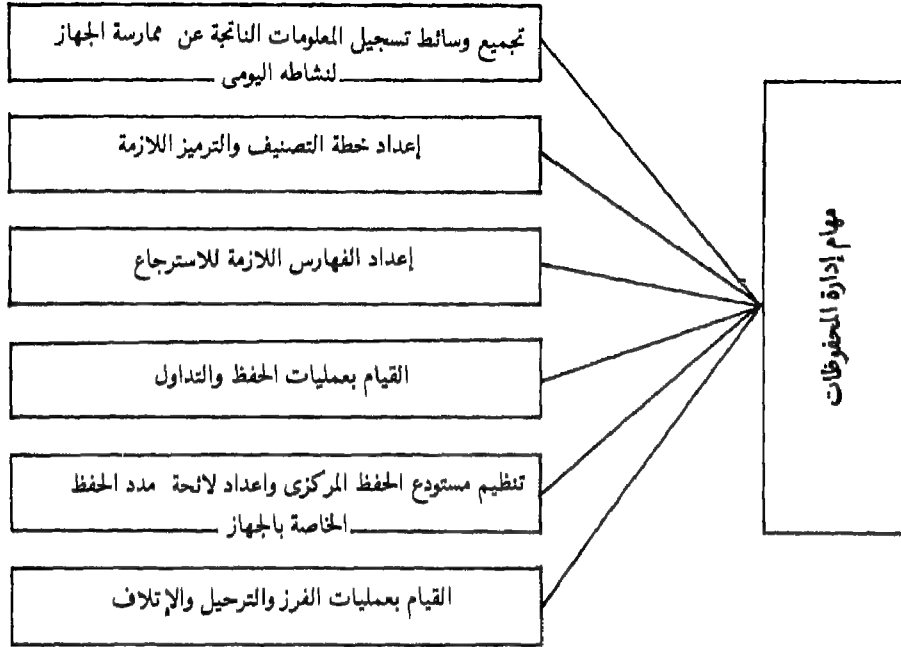 مهام إدارة المحفوظات
تجميع وسائط تسجيل المعلومات الناتجة عن ممارسة الجهاز
لنشاطه اليومى
إعداد خطة التصنيف والترميز اللازمة
إعداد الفهارس اللازمة للاسترجاع
القيام بعمليات الحفظ والتداول
تنظيم مستودع الحفظ المركزى واعداد لائحة مدد الحفظ
الخاصة بالجهاز
القيام بعمليات الفرز والترحيل والإتلاف